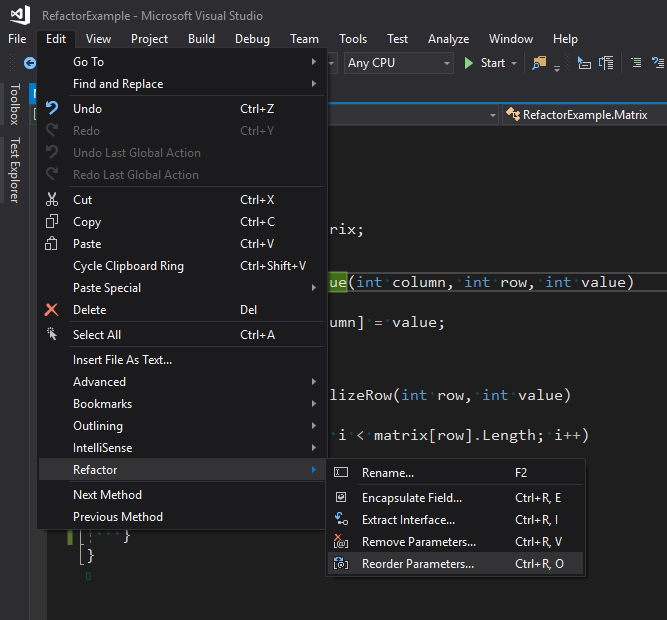 RefactorExample - Microsoft Visual Studio
File Edit View Project Build Debug Team Tools Test Analyze Window Help
Any CPU Start
Toolbox
Test Explorer
RefactorExample.Matrix
Go To
Find and Replace
Undo Ctrl+Z
Redo Ctrl+Y
Undo Last Global Action
Redo Last Global Action
Cut Ctrl+X
Copy Ctrl+C
Paste Ctrl+V
Cycle Clipboard Ring Ctrl+Shift+V
Paste Special
Delete Del
Select All Ctrl+A
Insert File As Text...
Advanced
Bookmarks
Outlining
IntelliSense
Refactor
Next Method
Previous Method
rix;
ue(int column, int row, int value)
umn] = value;
lizeRow(int row, int value)
i < matrix[row].Length; i++)
Rename... F2
Encapsulate Field... Ctrl+R, E
Extract Interface... Ctrl+R, I
Remove Parameters... Ctrl+R, V
Reorder Parameters... Ctrl+R, O
}
}